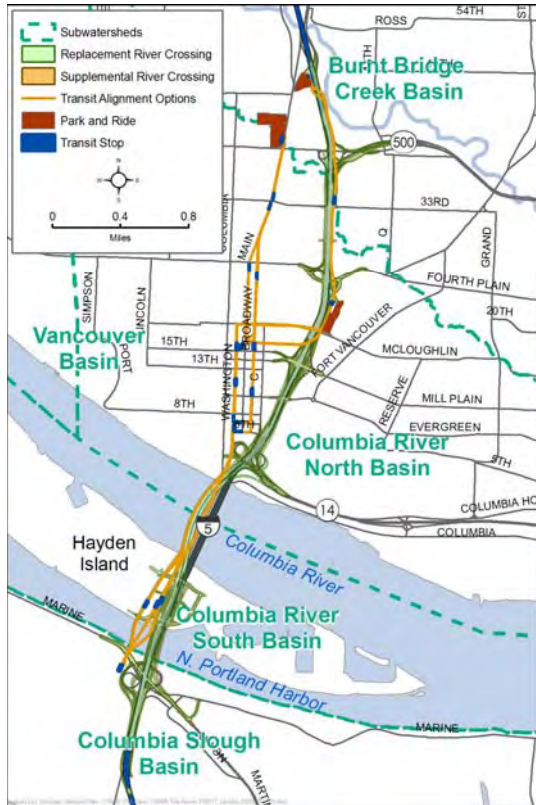 Subwatersheds
Replacement River Crossing
Supplemental River Crossing
Transit Alignment Options
Park and Ride
Transit Stop
N
W
E
S
0
0.4
0.8
Miles
54TH
ST
ROSS
Burnt Bridge
Creek Basin
500
33RD
MAIN
Q
GRAND
FOURTH PLAIN
20TH
SIMPSON
LINCOLN
PORT
Vancouver
Basin
BROADWAY
WASHINGTON
C
15TH
13TH
8TH
FORT VANCOUVER
MCLOUGHLIN
MILL PLAIN
RESERVE
EVERGREEN
5TH
Columbia River
North Basin
14
COLUMBIA HO
COLUMBIA
5
Columbia River
Hayden
Island
MARINE
Columbia River
South Basin
N. Portland Harbor
MARINE
Columbia Slough
Basin